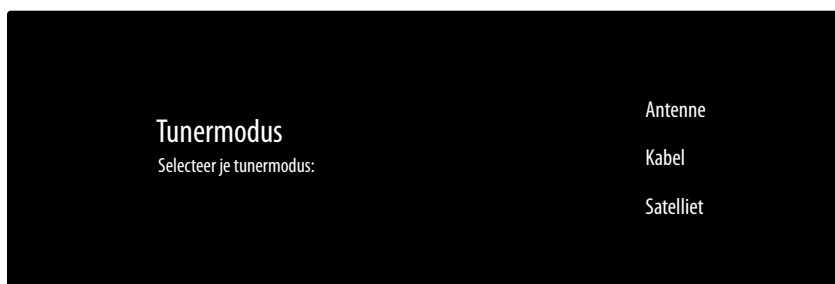 Tunermodus
Selecteer je tunermodus:
Antenne
Kabel
Satelliet